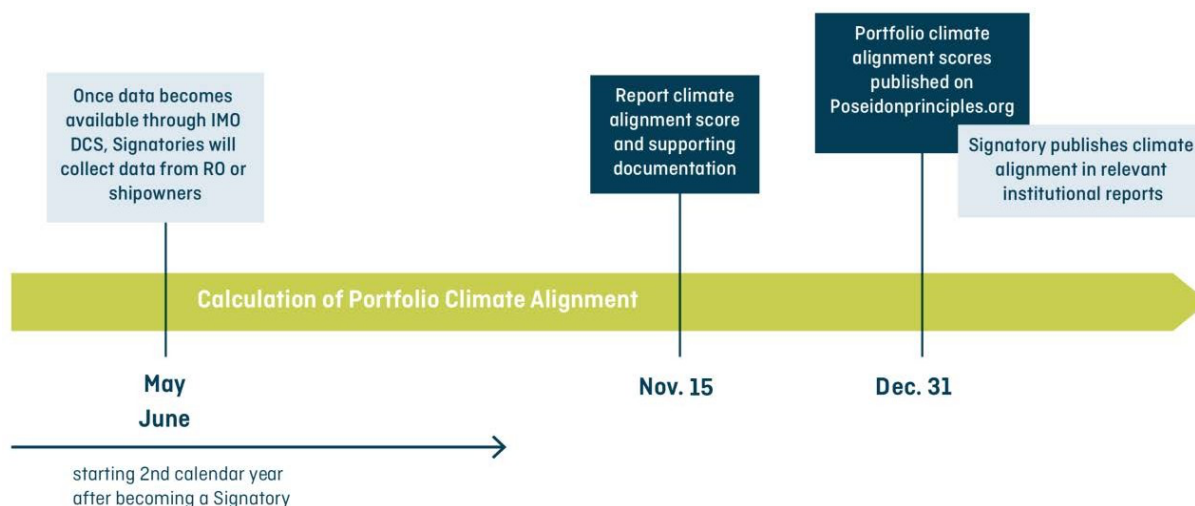 Once data becomes
available through IMO
DCS, Signatories will
collect data from RO or
shipowners
Report climate
alignment score
and supporting
documentation
Portfolio climate
alignment scores
published on
Poseidonprinciples.org
Signatory publishes climate
alignment in relevant
institutional reports
Calculation of Portfolio Climate Alignment
May
June
Nov. 15
Dec. 31
starting 2nd calendar year
after becoming a Signatory